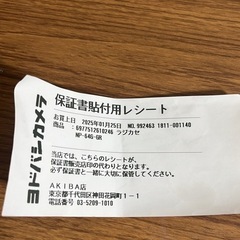 ヨドバシカメラ
保証書貼付用レシート
お買上日 2025年01月25日 NO.992463 1811-001140
商品 : 6977512610246 ラジカセ
NP-646-GR
当店では、こちらのレシートが、
保証書販売店印の代わりとなります。
必ず保証書と一緒に大切に保管してください。
AKIBA店
東京都千代田区神田花岡町1-1
電話番号 03-5209-1010